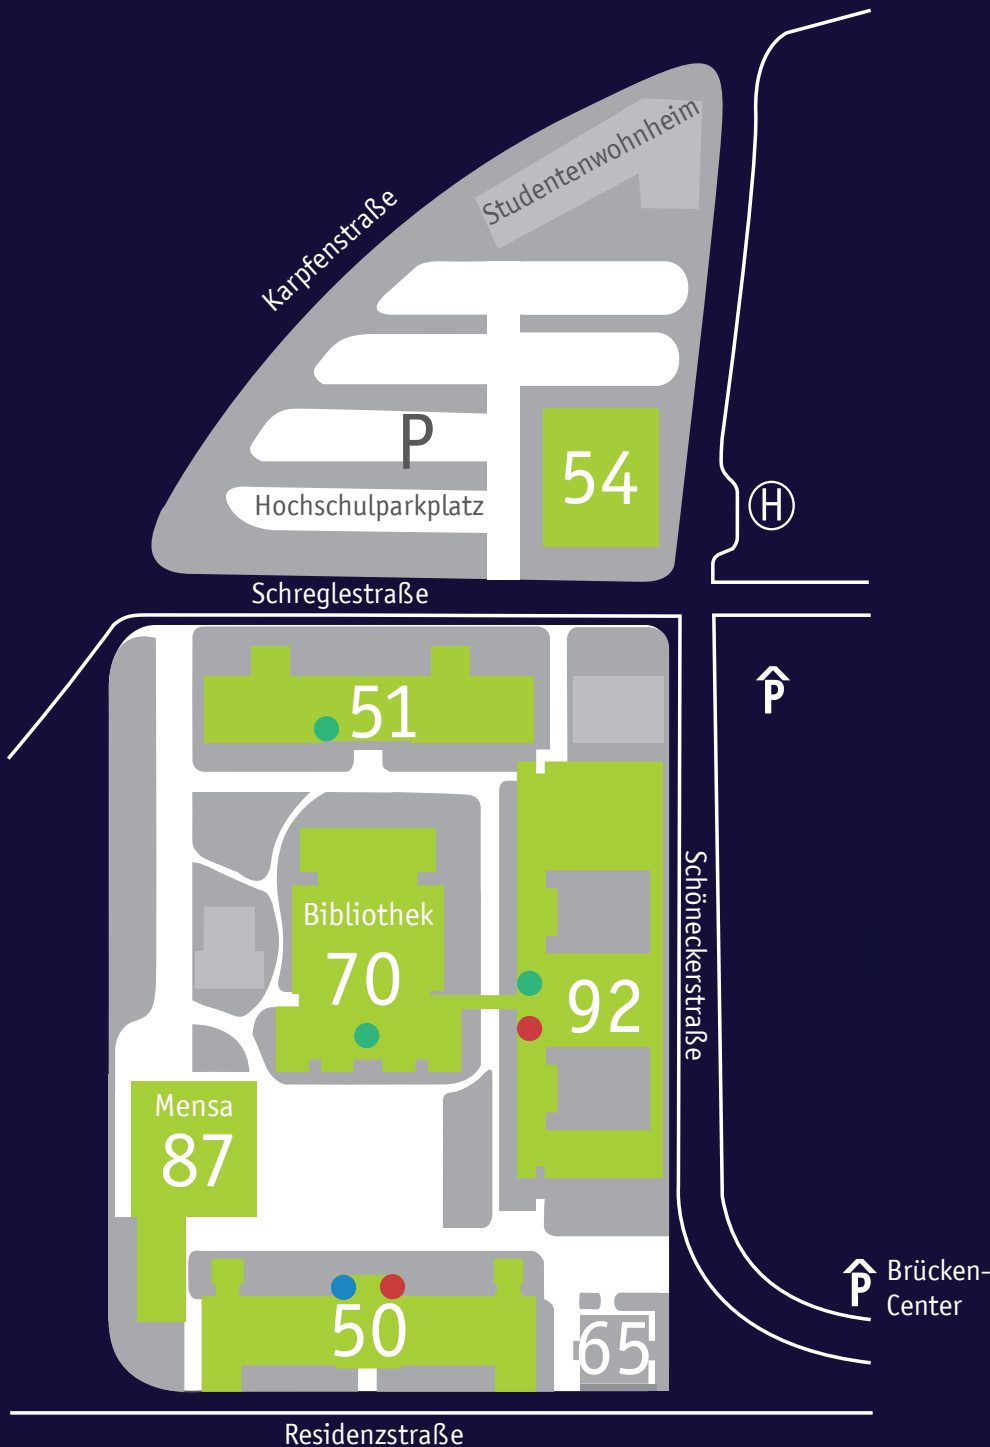 Studentenwohnheim
Karpfenstraße
P
54
Hochschulparkplatz
H
Schreglestraße
P
51
Schöneckerstraße
Bibliothek
70
92
Mensa
87
P
Brücken-
Center
50
65
Residenzstraße